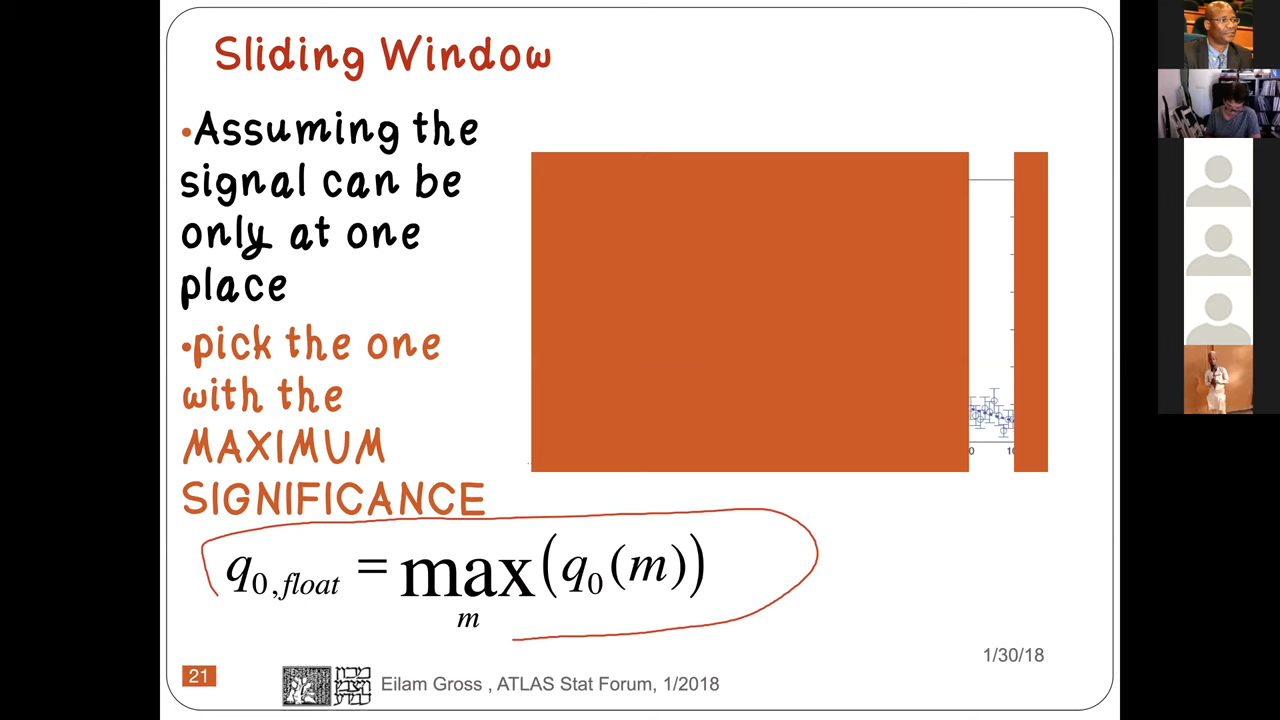 Sliding Window
•Assuming the
signal can be
only at one
place
•pick the one
with the
MAXIMUM
SIGNIFICANCE
q₀,float = max (q₀(m))
m
0
1/30/18
21
Eilam Gross , ATLAS Stat Forum, 1/2018